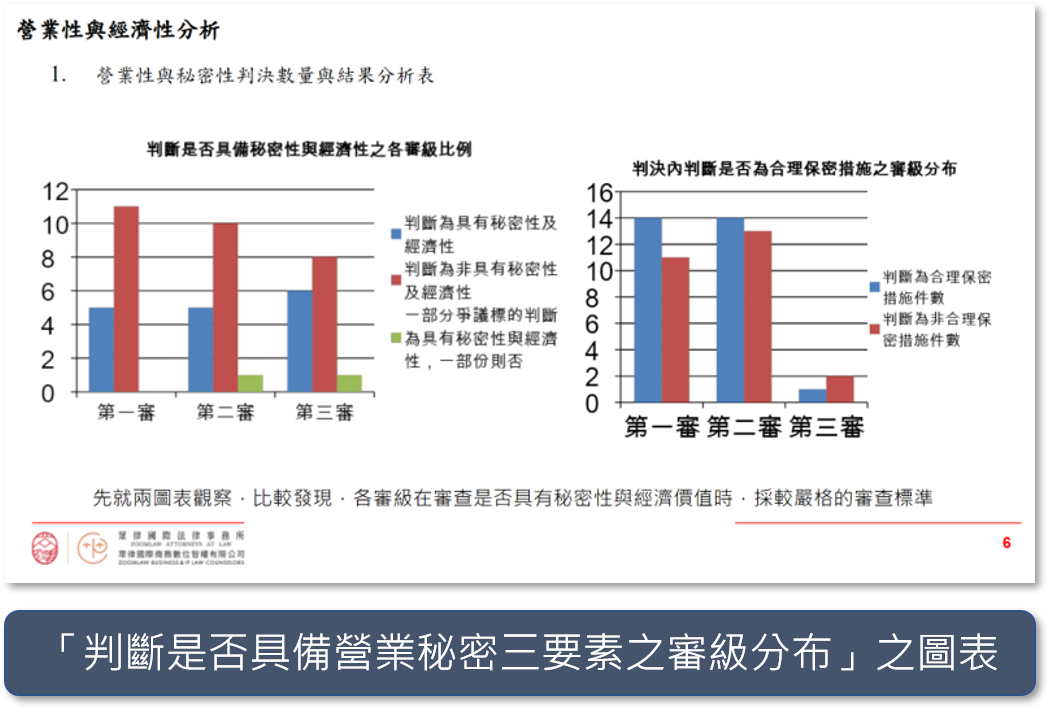 營業性與經濟性分析
1. 營業性與秘密性判決數量與結果分析表
判斷是否具備秘密性與經濟性之各審級比例
12
10
8
6
4
2
0
第一審 第二審 第三審
判斷為具有秘密性及
經濟性
判斷為非具有秘密性
及經濟性
一部分爭議標的判斷
為具有秘密性與經濟
性，一部份則否
判決內判斷是否為合理保密措施之審級分布
16
14
12
10
8
6
4
2
0
第一審 第二審 第三審
判斷為合理保密
措施件數
判斷為非合理保
密措施件數
先就兩圖表觀察，比較發現，各審級在審查是否具有秘密性與經濟價值時，採較嚴格的審查標準
眾律國際法律事務所
ZOOMLAW ATTORNEYS AT LAW
眾律國際商務數位智權有限公司
ZOOMLAW BUSINESS & IP LAW COUNSELORS
6
「判斷是否具備營業秘密三要素之審級分布」之圖表